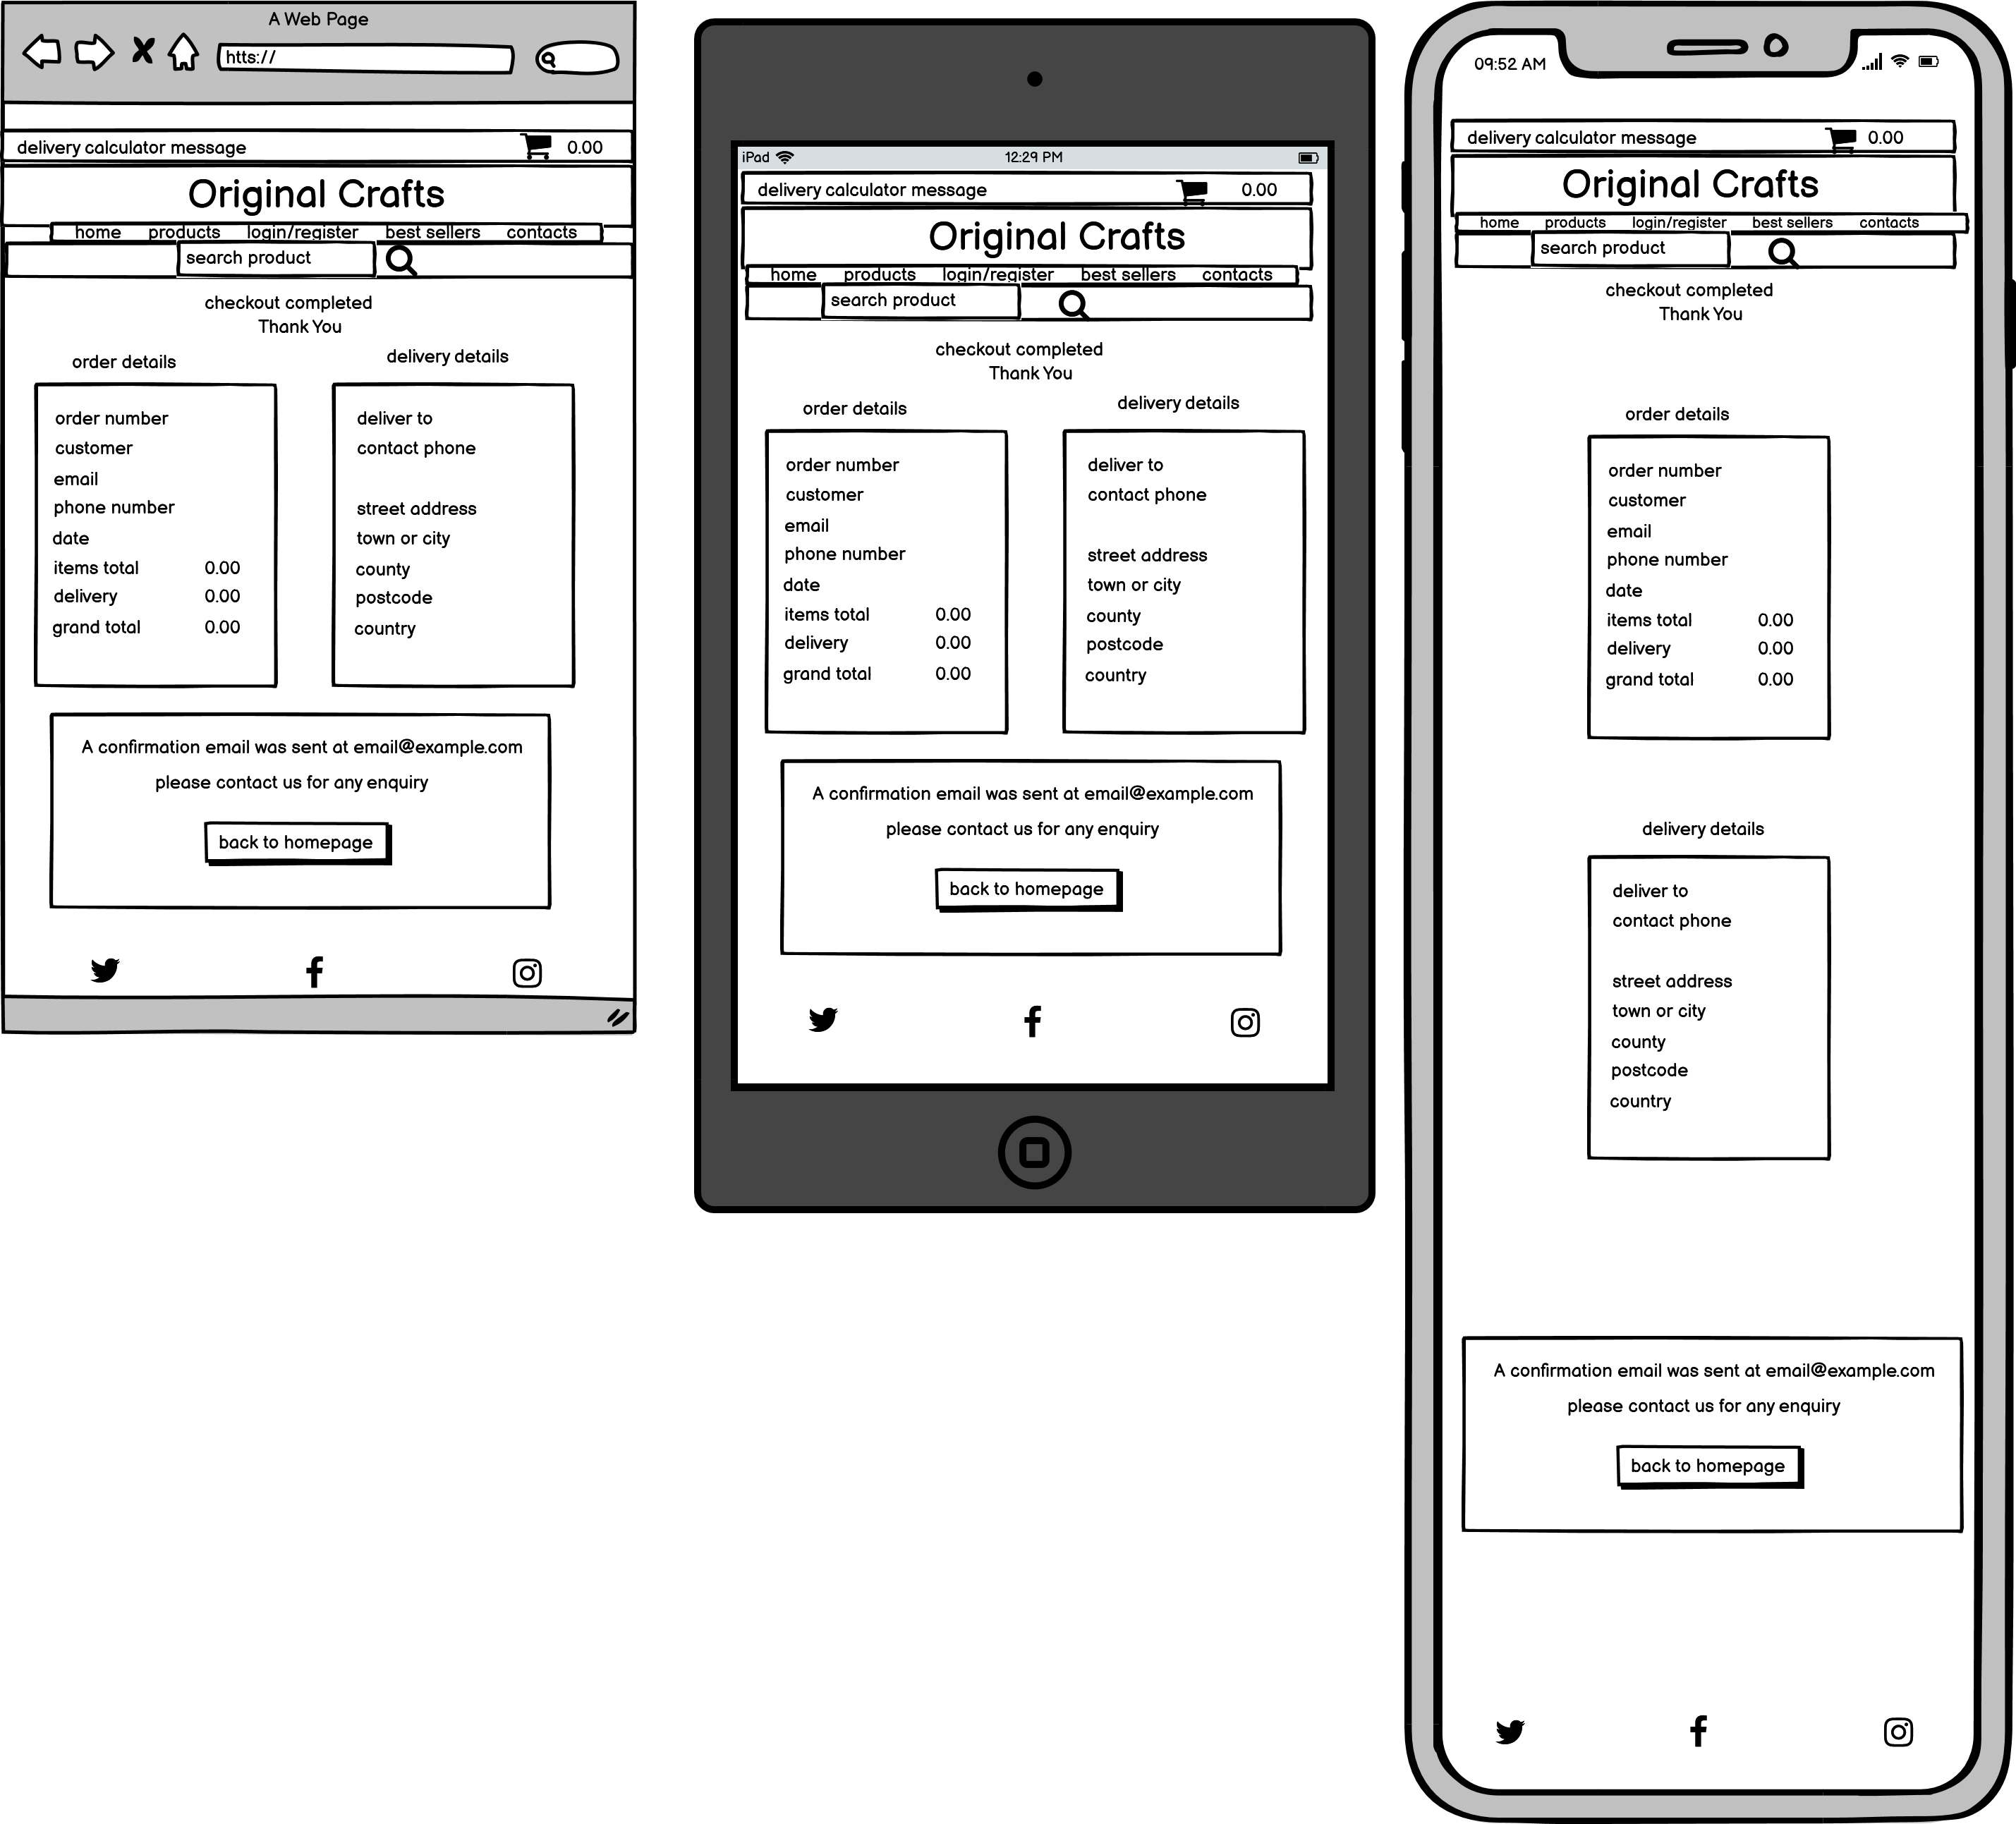 A Web Page
htts://
delivery calculator message 0.00
Original Crafts
home products login/register best sellers contacts
search product
checkout completed
Thank You
order details
order number
customer
email
phone number
date
items total 0.00
delivery 0.00
grand total 0.00
delivery details
deliver to
contact phone
street address
town or city
county
postcode
country
A confirmation email was sent at email@example.com
please contact us for any enquiry
back to homepage
iPad 12:29 PM
delivery calculator message 0.00
Original Crafts
home products login/register best sellers contacts
search product
checkout completed
Thank You
order details
order number
customer
email
phone number
date
items total 0.00
delivery 0.00
grand total 0.00
delivery details
deliver to
contact phone
street address
town or city
county
postcode
country
A confirmation email was sent at email@example.com
please contact us for any enquiry
back to homepage
09:52 AM
delivery calculator message 0.00
Original Crafts
home products login/register best sellers contacts
search product
checkout completed
Thank You
order details
order number
customer
email
phone number
date
items total 0.00
delivery 0.00
grand total 0.00
delivery details
deliver to
contact phone
street address
town or city
county
postcode
country
A confirmation email was sent at email@example.com
please contact us for any enquiry
back to homepage